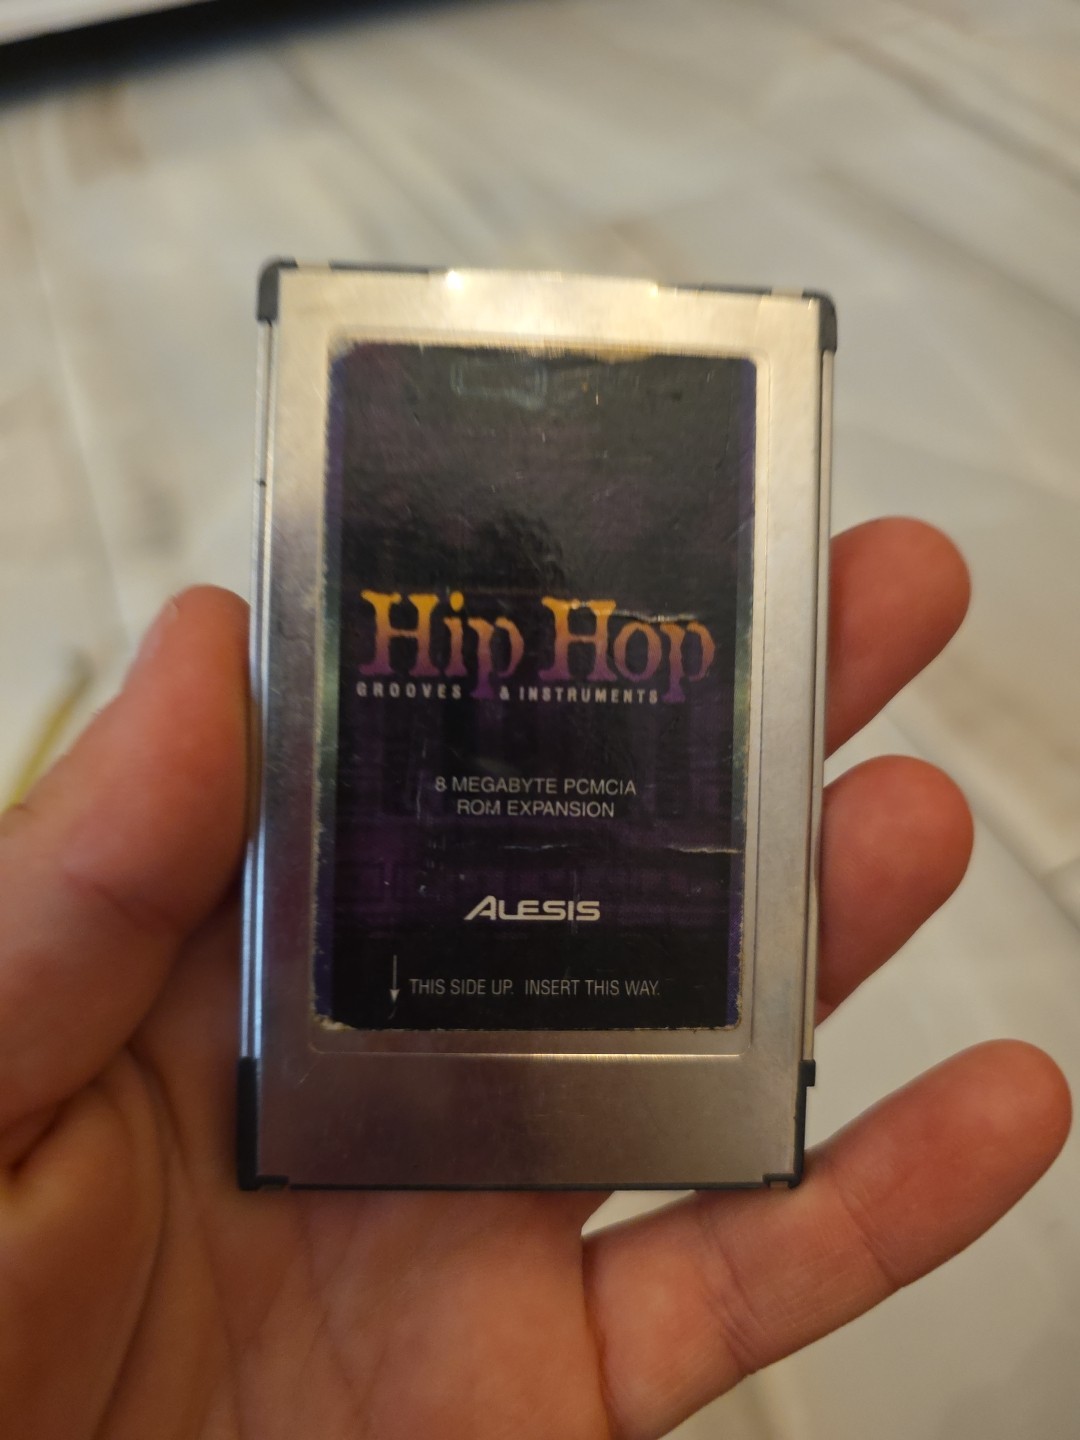 Hip Hop
GROOVES & INSTRUMENTS
8 MEGABYTE PCMCIA
ROM EXPANSION
ALESIS
THIS SIDE UP. INSERT THIS WAY.